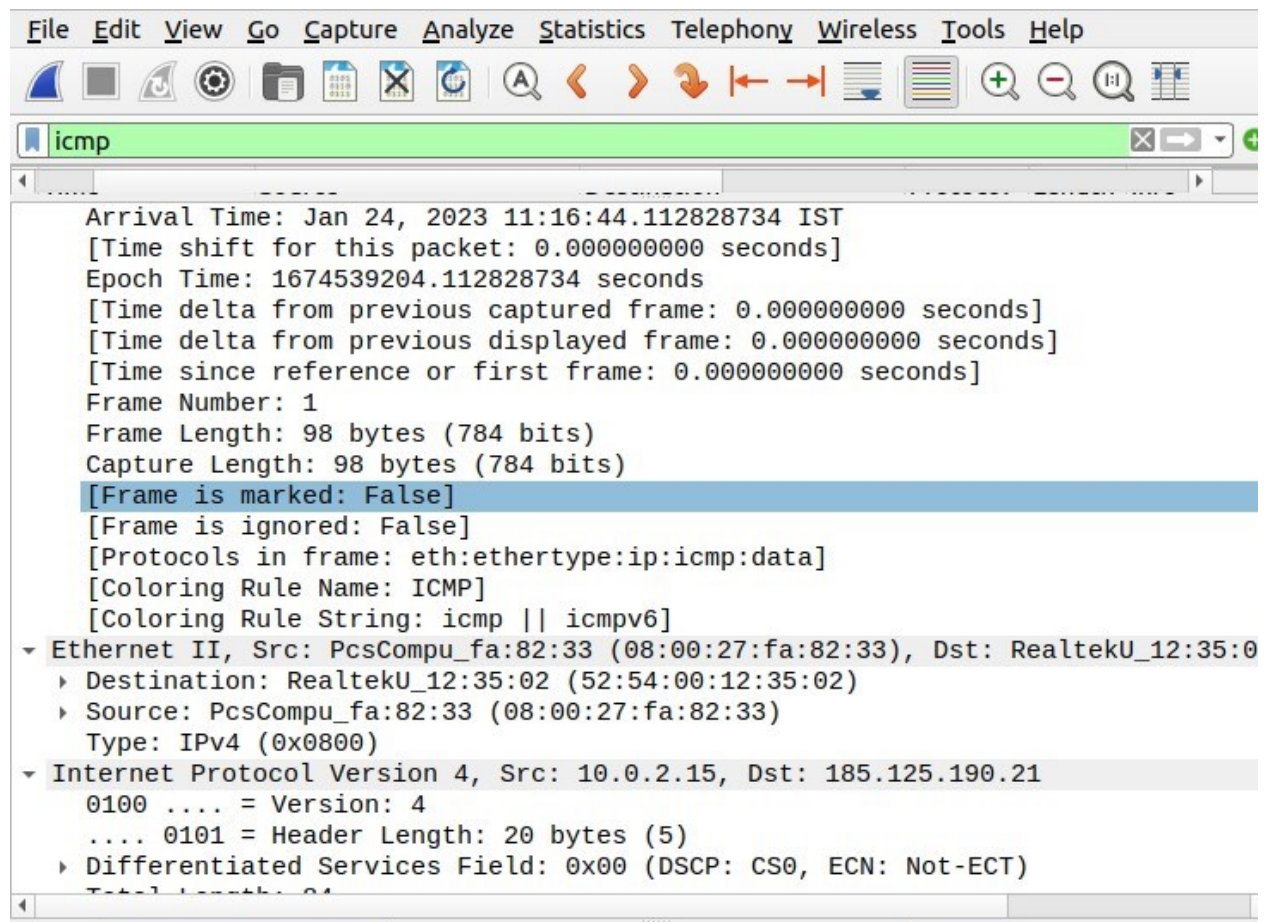 File Edit View Go Capture Analyze Statistics Telephony Wireless Tools Help
icmp
Arrival Time: Jan 24, 2023 11:16:44.112828734 IST
[Time shift for this packet: 0.000000000 seconds]
Epoch Time: 1674539204.112828734 seconds
[Time delta from previous captured frame: 0.000000000 seconds]
[Time delta from previous displayed frame: 0.000000000 seconds]
[Time since reference or first frame: 0.000000000 seconds]
Frame Number: 1
Frame Length: 98 bytes (784 bits)
Capture Length: 98 bytes (784 bits)
[Frame is marked: False]
[Frame is ignored: False]
[Protocols in frame: eth:ethertype:ip:icmp:data]
[Coloring Rule Name: ICMP]
[Coloring Rule String: icmp || icmpv6]
Ethernet II, Src: PcsCompu_fa:82:33 (08:00:27:fa:82:33), Dst: RealtekU_12:35:0
Destination: RealtekU_12:35:02 (52:54:00:12:35:02)
Source: PcsCompu_fa:82:33 (08:00:27:fa:82:33)
Type: IPv4 (0x0800)
Internet Protocol Version 4, Src: 10.0.2.15, Dst: 185.125.190.21
0100 .... = Version: 4
.... 0101 = Header Length: 20 bytes (5)
Differentiated Services Field: 0x00 (DSCP: CS0, ECN: Not-ECT)